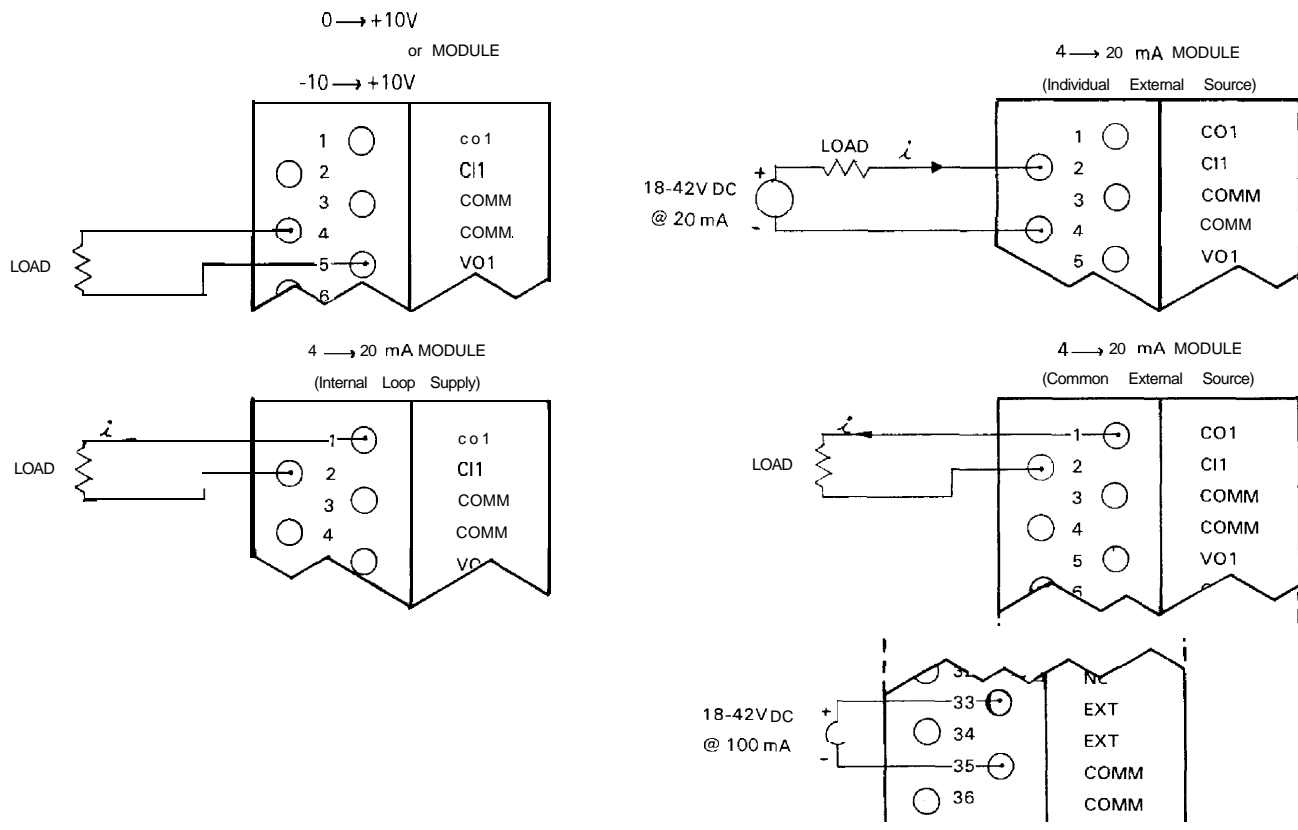 0 → +10V
or MODULE
-10 → +10V
1 co1
2 CI1
3 COMM
4 COMM.
5 VO1
6
LOAD
4 → 20 mA MODULE
(Individual External Source)
1 CO1
2 CI1
3 COMM
4 COMM
5 VO1
LOAD i
+
18-42V DC
@ 20 mA
-
4 → 20 mA MODULE
(Internal Loop Supply)
1 co1
2 CI1
3 COMM
4 COMM
VO
i
LOAD
4 → 20 mA MODULE
(Common External Source)
1 CO1
2 CI1
3 COMM
4 COMM
5 VO1
6
i
LOAD
NC
33 EXT
34 EXT
35 COMM
36 COMM
+
18-42V DC
@ 100 mA
-